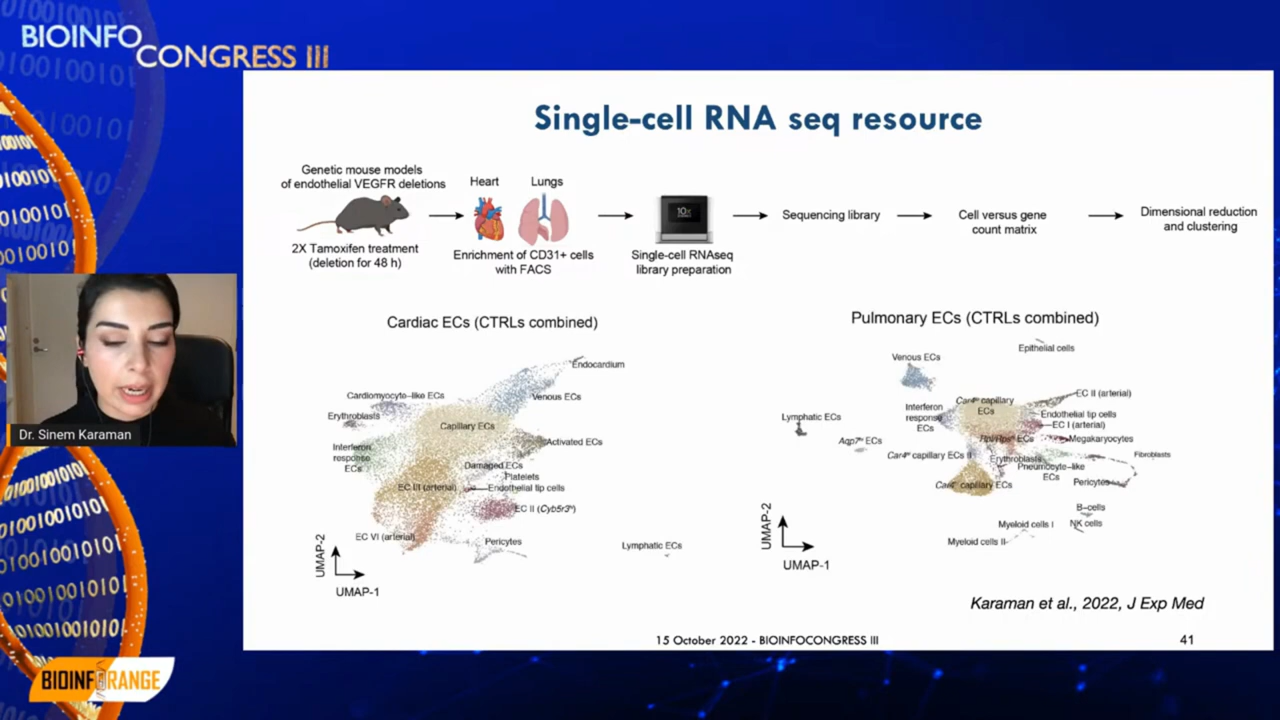 BIOINFO
CONGRESS III
Single-cell RNA seq resource
Genetic mouse models
of endothelial VEGFR deletions
2X Tamoxifen treatment
(deletion for 48 h)
Heart
Lungs
Enrichment of CD31+ cells
with FACS
10x
Single-cell RNAseq
library preparation
Sequencing library
Cell versus gene
count matrix
Dimensional reduction
and clustering
Cardiac ECs (CTRLs combined)
Endocardium
Cardiomyocyte-like ECs
Venous ECs
Erythroblasts
Capillary ECs
Interferon
response
ECs
Activated ECs
Damaged ECs
Platelets
Endothelial tip cells
(arterial)
EC II (Cyb5r3ʰⁱ)
EC VI (arterial)
Pericytes
Lymphatic ECs
UMAP-2
UMAP-1
Pulmonary ECs (CTRLs combined)
Epithelial cells
Venous ECs
EC II (arterial)
capillary
ECs
Lymphatic ECs
Interferon
response
ECs
Endothelial tip cells
EC I (arterial)
ECs
Megakaryocytes
ECs
capillary ECs II
Erythroblasts
Fibroblasts
Pneumocyte-like
ECs
Pericytes
capillary ECs
B-cells
Myeloid cells I
NK cells
Myeloid cells II
UMAP-2
UMAP-1
Karaman et al., 2022, J Exp Med
15 October 2022 - BIOINFOCONGRESS III
41
Dr. Sinem Karaman
BIOINFORANGE